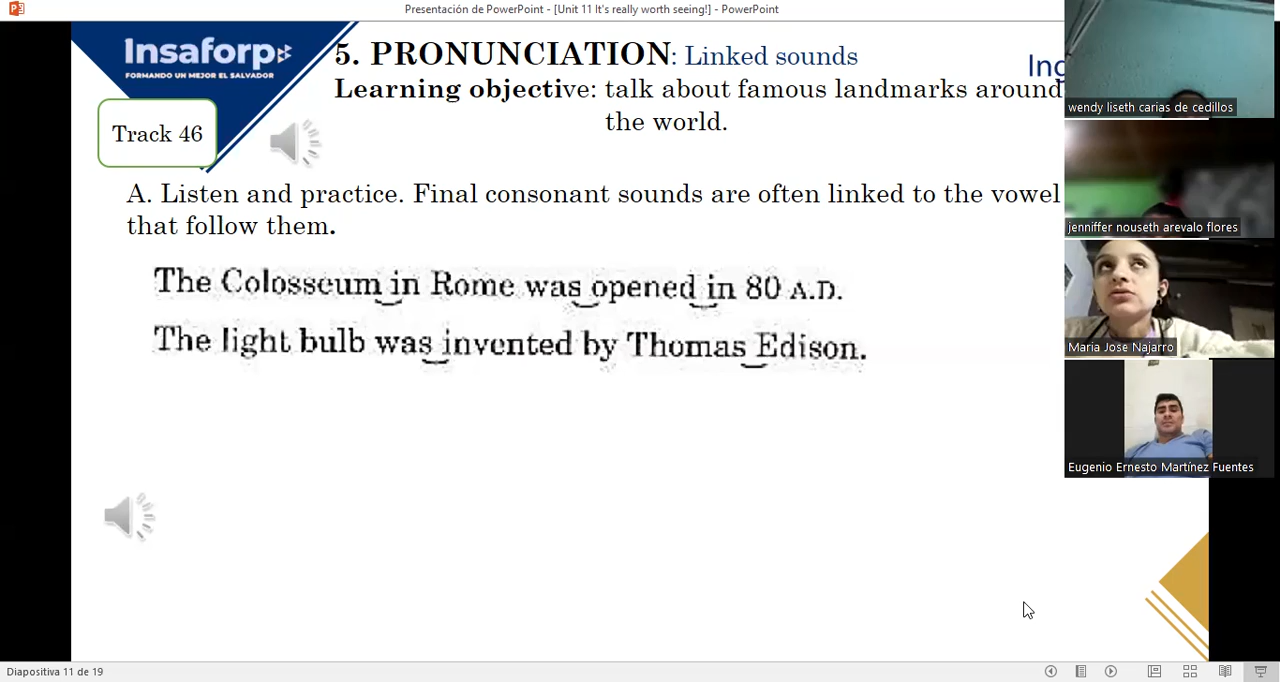 Presentación de PowerPoint - [Unit 11 It's really worth seeing!] - PowerPoint
Insaforp
FORMANDO UN MEJOR EL SALVADOR
5. PRONUNCIATION: Linked sounds
Learning objective: talk about famous landmarks around
the world.
Track 46
A. Listen and practice. Final consonant sounds are often linked to the vowel
that follow them.
The Colosseum in Rome was opened in 80 A.D.
The light bulb was invented by Thomas Edison.
wendy liseth carias de cedillos
jenniffer nouseth arevalo flores
Maria Jose Najarro
Eugenio Ernesto Martínez Fuentes
Diapositiva 11 de 19